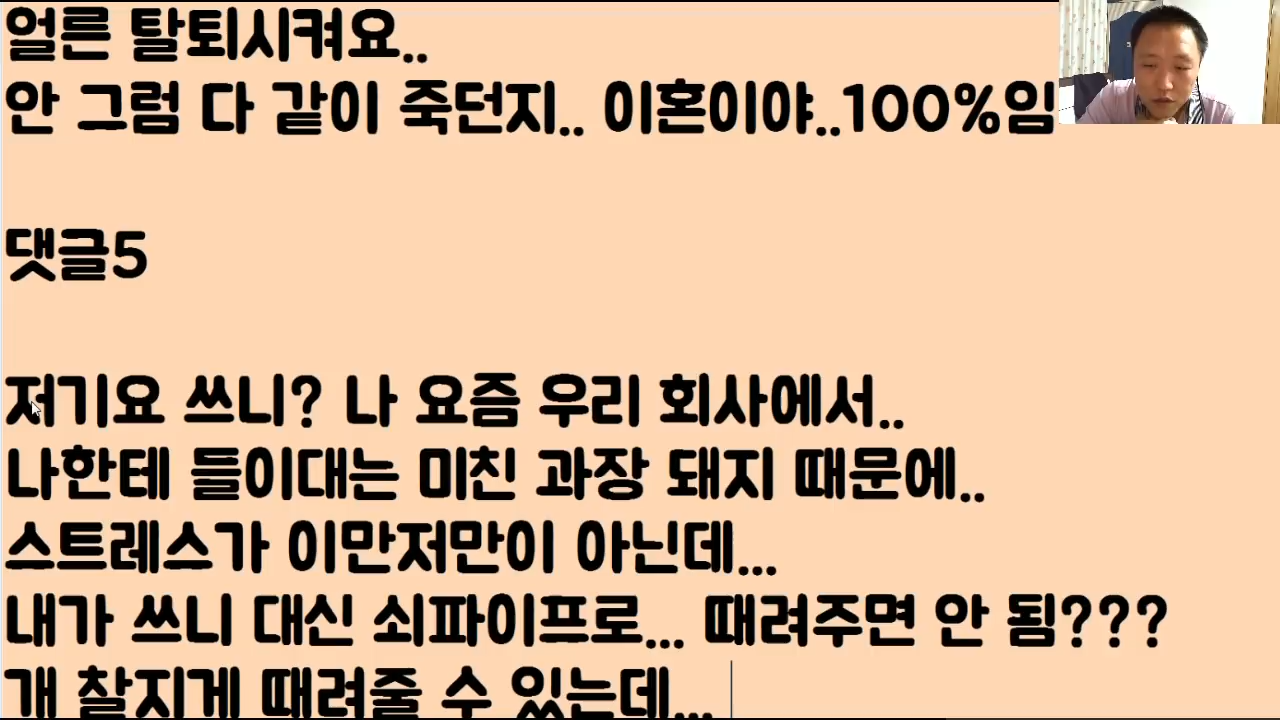 얼른 탈퇴시켜요..
안 그럼 다 같이 죽던지.. 이혼이야..100%임
댓글5
저기요 쓰니? 나 요즘 우리 회사에서..
나한테 들이대는 미친 과장 돼지 때문에..
스트레스가 이만저만이 아닌데...
내가 쓰니 대신 쇠파이프로... 때려주면 안 됨???
개 찰지게 때려줄 수 있는데...